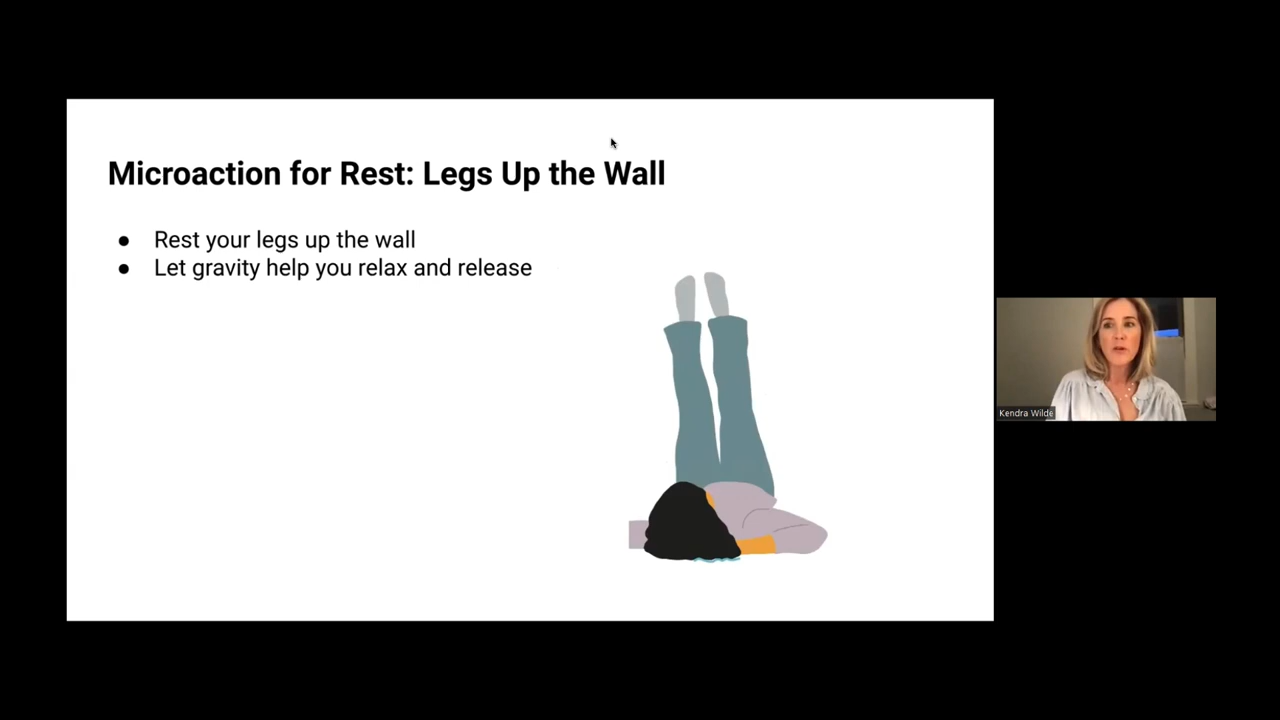 Microaction for Rest: Legs Up the Wall
● Rest your legs up the wall
● Let gravity help you relax and release
Kendra Wilde